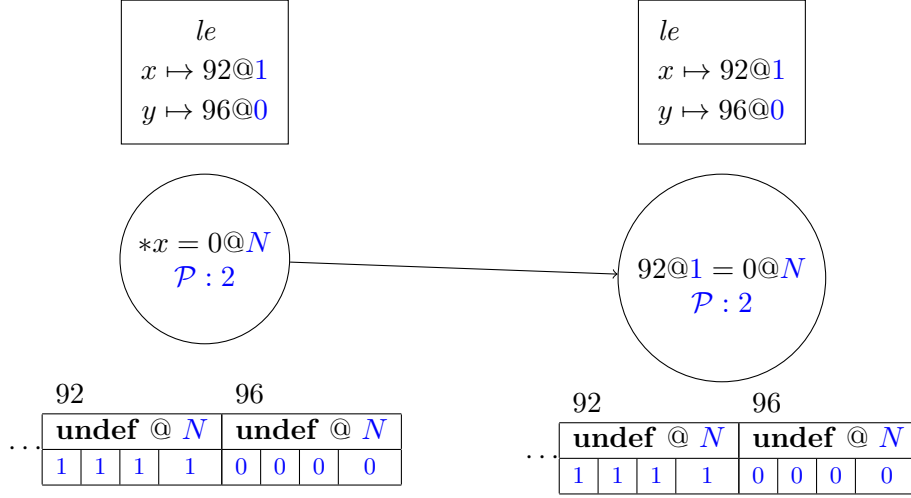 le
x ↦ 92@1
y ↦ 96@0
∗x = 0@N
𝒫 : 2
92 96
... undef @ N undef @ N
1 1 1 1 0 0 0 0
le
x ↦ 92@1
y ↦ 96@0
92@1 = 0@N
𝒫 : 2
92 96
... undef @ N undef @ N
1 1 1 1 0 0 0 0